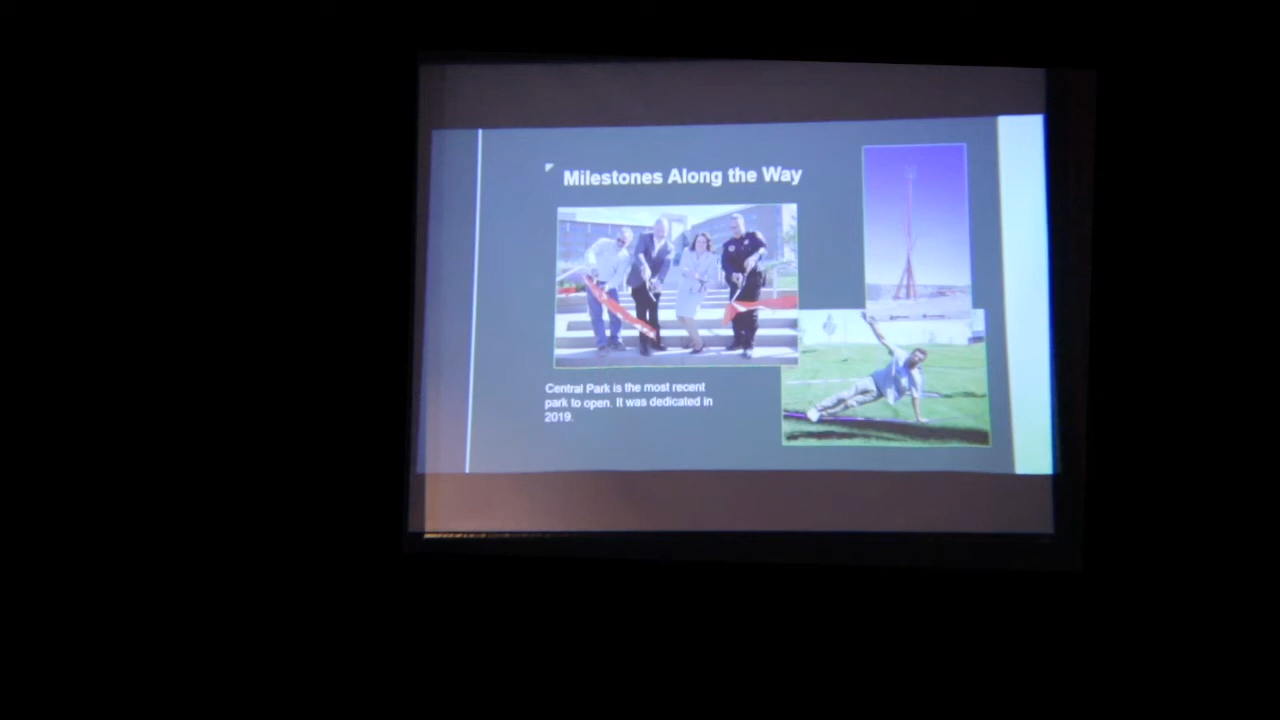 Milestones Along the Way
Central Park is the most recent
park to open. It was dedicated in
2019.